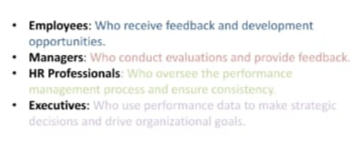 • Employees: Who receive feedback and development
opportunities.
• Managers: Who conduct evaluations and provide feedback.
• HR Professionals: Who oversee the performance
management process and ensure consistency.
• Executives: Who use performance data to make strategic
decisions and drive organizational goals.